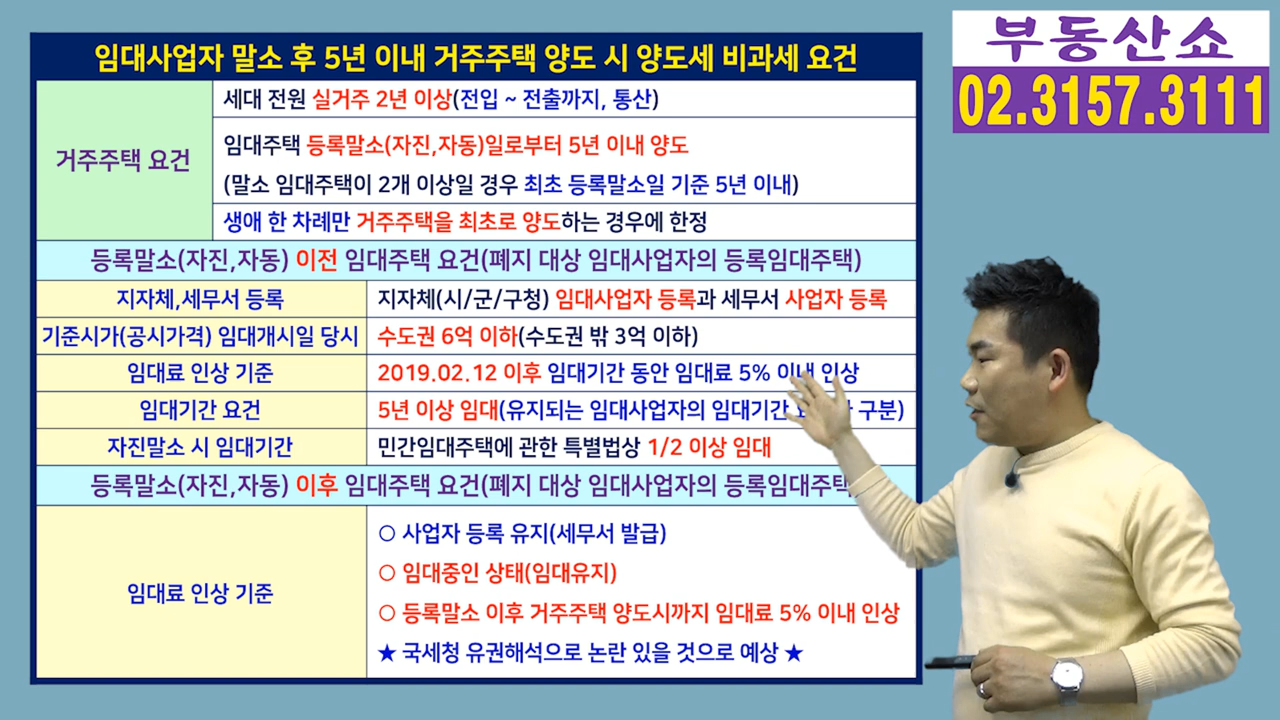 임대사업자 말소 후 5년 이내 거주주택 양도 시 양도세 비과세 요건
부동산쇼
02.3157.3111
거주주택 요건
세대 전원 실거주 2년 이상(전입 ~ 전출까지, 통산)
임대주택 등록말소(자진,자동)일로부터 5년 이내 양도
(말소 임대주택이 2개 이상일 경우 최초 등록말소일 기준 5년 이내)
생애 한 차례만 거주주택을 최초로 양도하는 경우에 한정
등록말소(자진,자동) 이전 임대주택 요건(폐지 대상 임대사업자의 등록임대주택)
지자체,세무서 등록
지자체(시/군/구청) 임대사업자 등록과 세무서 사업자 등록
기준시가(공시가격) 임대개시일 당시
수도권 6억 이하(수도권 밖 3억 이하)
임대료 인상 기준
2019.02.12 이후 임대기간 동안 임대료 5% 이내 인상
임대기간 요건
5년 이상 임대(유지되는 임대사업자의 임대기간 구분)
자진말소 시 임대기간
민간임대주택에 관한 특별법상 1/2 이상 임대
등록말소(자진,자동) 이후 임대주택 요건(폐지 대상 임대사업자의 등록임대주택
임대료 인상 기준
○ 사업자 등록 유지(세무서 발급)
○ 임대중인 상태(임대유지)
○ 등록말소 이후 거주주택 양도시까지 임대료 5% 이내 인상
★ 국세청 유권해석으로 논란 있을 것으로 예상 ★